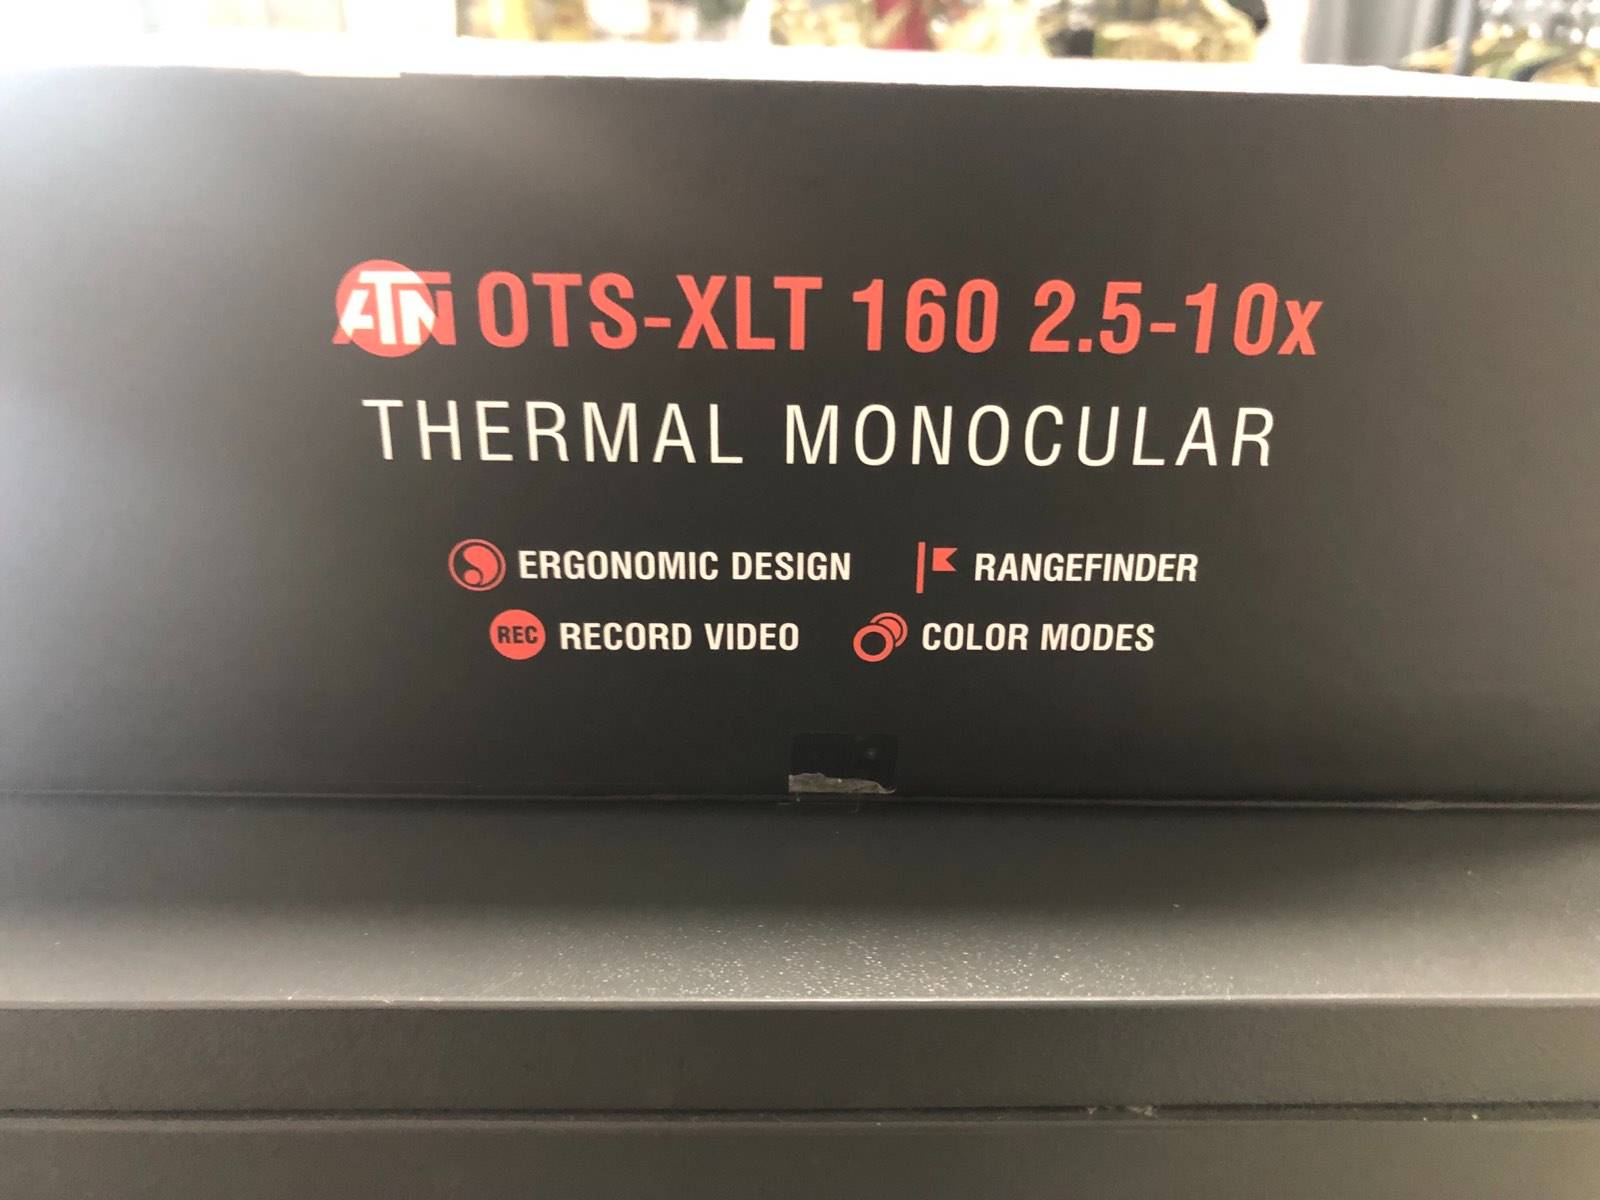 ATN OTS-XLT 160 2.5-10x
THERMAL MONOCULAR
ERGONOMIC DESIGN RANGEFINDER
REC RECORD VIDEO COLOR MODES